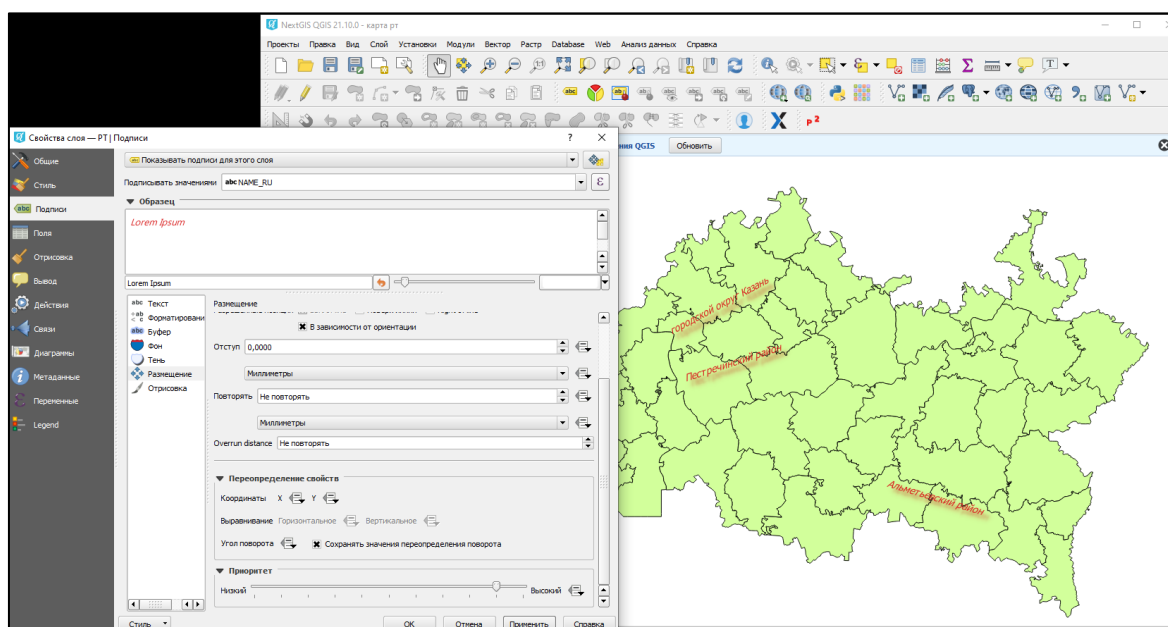 NextGIS QGIS 21.10.0 - карта рт
Проекты Правка Вид Слой Установки Модули Вектор Растр Database Web Анализ данных Справка
Свойства слоя — РТ | Подписи
Общие
Стиль
Подписи
Поля
Отрисовка
Вывод
Действия
Связи
Диаграммы
Метаданные
Переменные
Legend
Показывать подписи для этого слоя
Подписывать значениями abc NAME_RU
Образец
Lorem Ipsum
Lorem Ipsum
Текст
Форматировани
Буфер
Фон
Тень
Размещение
Отрисовка
Размещение
В зависимости от ориентации
Отступ 0,0000
Миллиметры
Повторять Не повторять
Миллиметры
Overrun distance Не повторять
Переопределение свойств
Координаты X Y
Выравнивание Горизонтальное Вертикальное
Угол поворота Сохранять значения переопределения поворота
Приоритет
Низкий Высокий
Стиль OK Отмена Применить Справка
ния QGIS Обновить
городской округ Казань
Пестречинский район
Альметьевский район